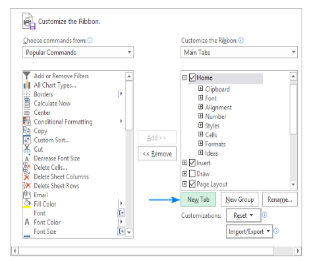 Customize the Ribbon.
Choose commands from:
Popular Commands
Add or Remove Filters
All Chart Types...
Borders
Calculate Now
Center
Conditional Formatting
Copy
Custom Sort...
Cut
Decrease Font Size
Delete Cells...
Delete Sheet Columns
Delete Sheet Rows
Email
Fill Color
Font
Font Color
Font Size
Add >>
<< Remove
Customize the Ribbon:
Main Tabs
Home
Clipboard
Font
Alignment
Number
Styles
Cells
Formats
Ideas
Insert
Draw
Page Layout
New Tab
New Group
Rename...
Customizations:
Reset
Import/Export